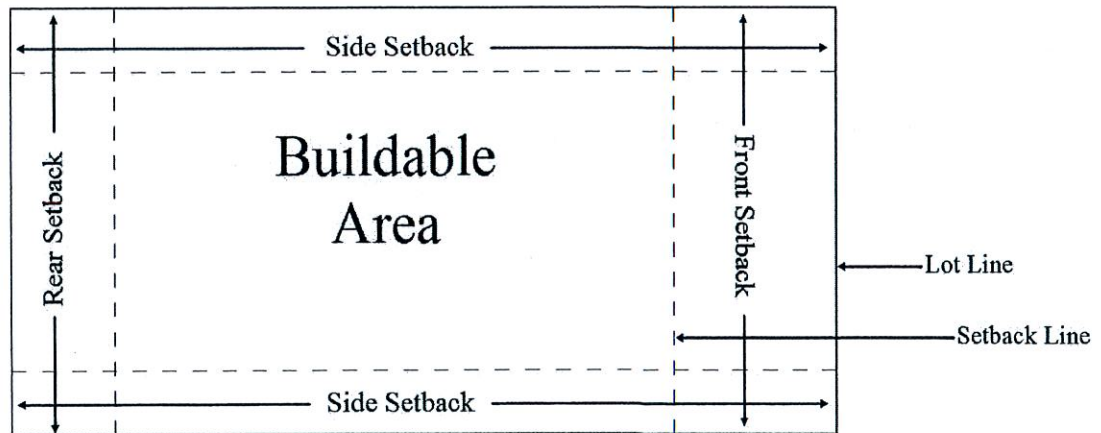 Side Setback
Buildable
Area
Rear Setback
Front Setback
Lot Line
Setback Line
Side Setback